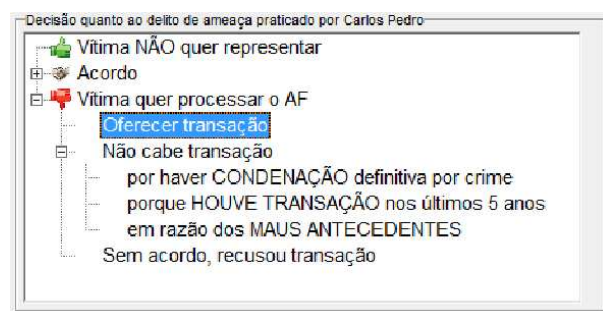 Decisão quanto ao delito de ameaça praticado por Carlos Pedro
Vítima NÃO quer representar
Acordo
Vítima quer processar o AF
Oferecer transação
Não cabe transação
por haver CONDENAÇÃO definitiva por crime
porque HOUVE TRANSAÇÃO nos últimos 5 anos
em razão dos MAUS ANTECEDENTES
Sem acordo, recusou transação